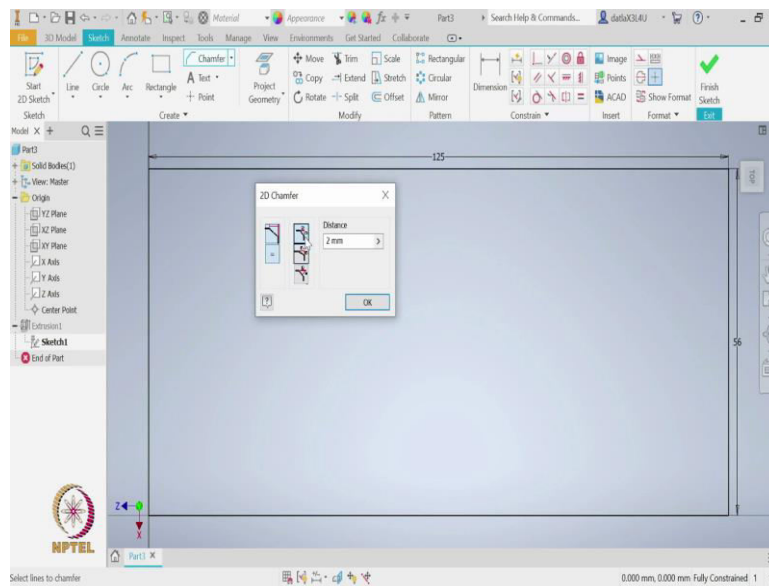 Material
Appearance
Part3
Search Help & Commands...
datlaX3L4U
File 3D Model Sketch Annotate Inspect Tools Manage View Environments Get Started Collaborate
Start
2D Sketch
Line
Circle
Arc
Rectangle
Chamfer
A Text
+ Point
Project
Geometry
Move Trim Scale
Copy Extend Stretch
Rotate Split Offset
Rectangular
Circular
Mirror
Dimension
Image
Points
ACAD
Show Format
Finish
Sketch
Sketch Create Modify Pattern Constrain Insert Format Exit
Model X +
Part3
Solid Bodies(1)
View: Master
Origin
YZ Plane
XZ Plane
XY Plane
X Axis
Y Axis
Z Axis
Center Point
Extrusion1
Sketch1
End of Part
125
TOP
2D Chamfer X
Distance
2 mm
OK
56
Z
X
NPTEL
Part3 X
Select lines to chamfer
0.000 mm, 0.000 mm Fully Constrained 1